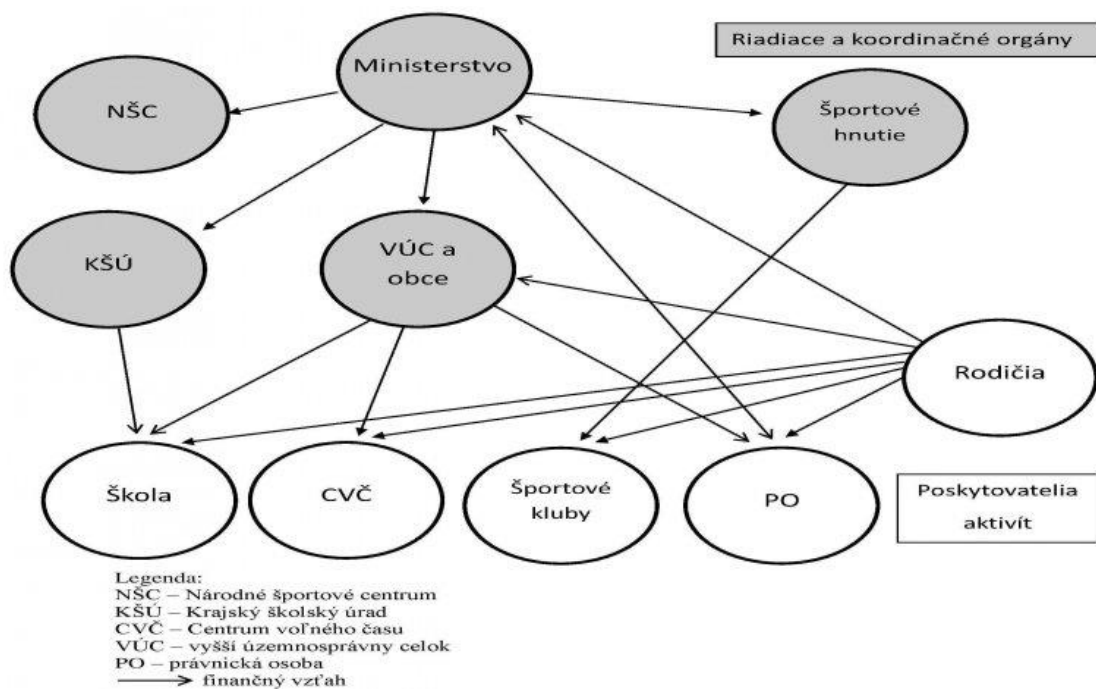 Riadiace a koordinačné orgány
Ministerstvo
NŠC
Športové
hnutie
KŠÚ
VÚC a
obce
Rodičia
Škola
CVČ
Športové
kluby
PO
Poskytovatelia
aktivít
Legenda:
NŠC – Národné športové centrum
KŠÚ – Krajský školský úrad
CVČ – Centrum voľného času
VÚC – vyšší územnosprávny celok
PO – právnická osoba
finančný vzťah